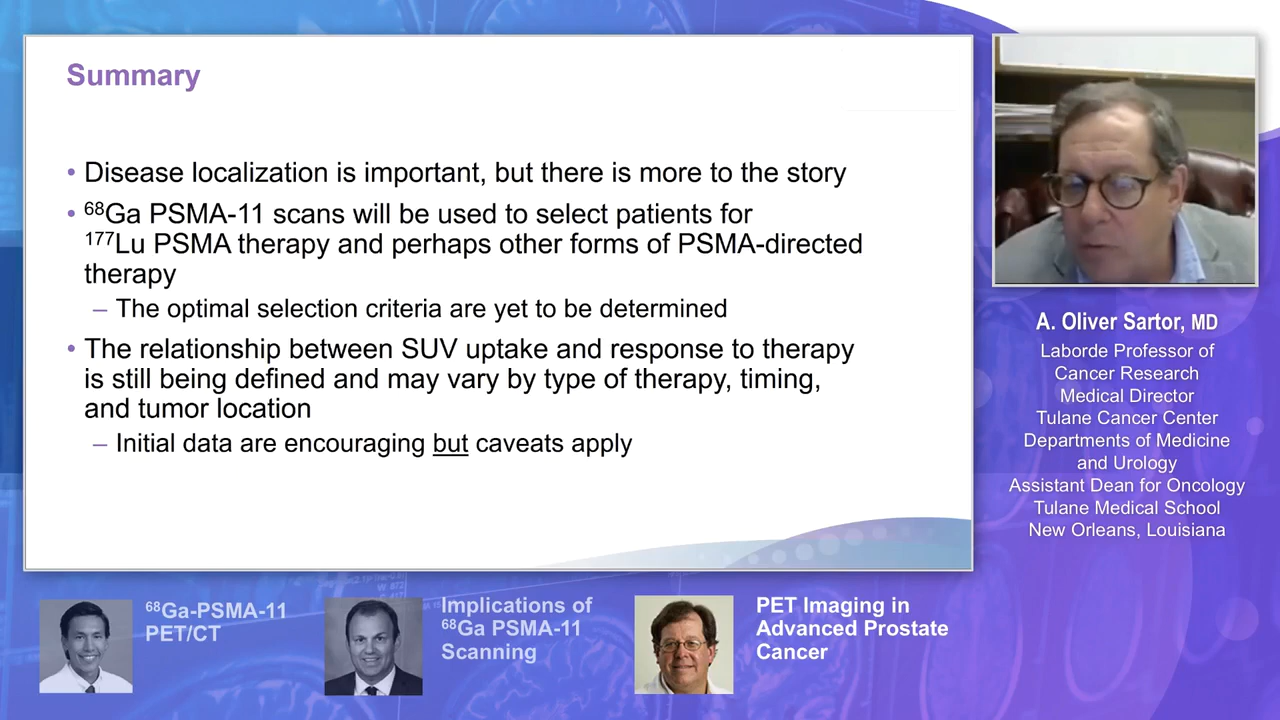 Summary
• Disease localization is important, but there is more to the story
• ⁶⁸Ga PSMA-11 scans will be used to select patients for
¹⁷⁷Lu PSMA therapy and perhaps other forms of PSMA-directed
therapy
– The optimal selection criteria are yet to be determined
• The relationship between SUV uptake and response to therapy
is still being defined and may vary by type of therapy, timing,
and tumor location
– Initial data are encouraging but caveats apply
A. Oliver Sartor, MD
Laborde Professor of
Cancer Research
Medical Director
Tulane Cancer Center
Departments of Medicine
and Urology
Assistant Dean for Oncology
Tulane Medical School
New Orleans, Louisiana
⁶⁸Ga-PSMA-11
PET/CT
Implications of
⁶⁸Ga PSMA-11
Scanning
PET Imaging in
Advanced Prostate
Cancer